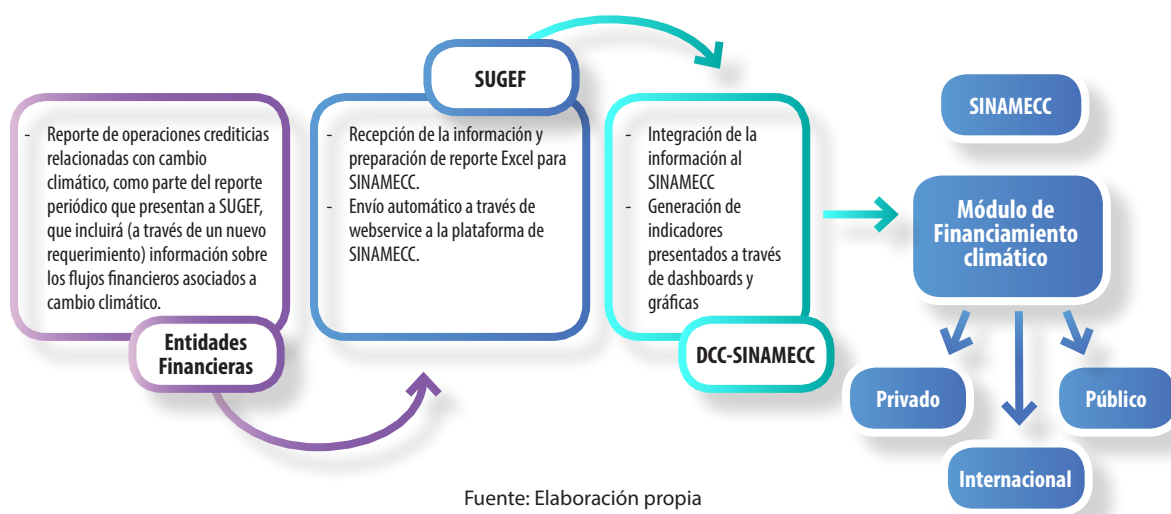 - Reporte de operaciones crediticias
relacionadas con cambio
climático, como parte del reporte
periódico que presentan a SUGEF,
que incluirá (a través de un nuevo
requerimiento) información sobre
los flujos financieros asociados a
cambio climático.
Entidades
Financieras
SUGEF
- Recepción de la información y
preparación de reporte Excel para
SINAMECC.
- Envío automático a través de
webservice a la plataforma de
SINAMECC.
- Integración de la
información al
SINAMECC
- Generación de
indicadores
presentados a través
de dashboards y
gráficas
DCC-SINAMECC
SINAMECC
Módulo de
Financiamiento
climático
Privado
Público
Internacional
Fuente: Elaboración propia